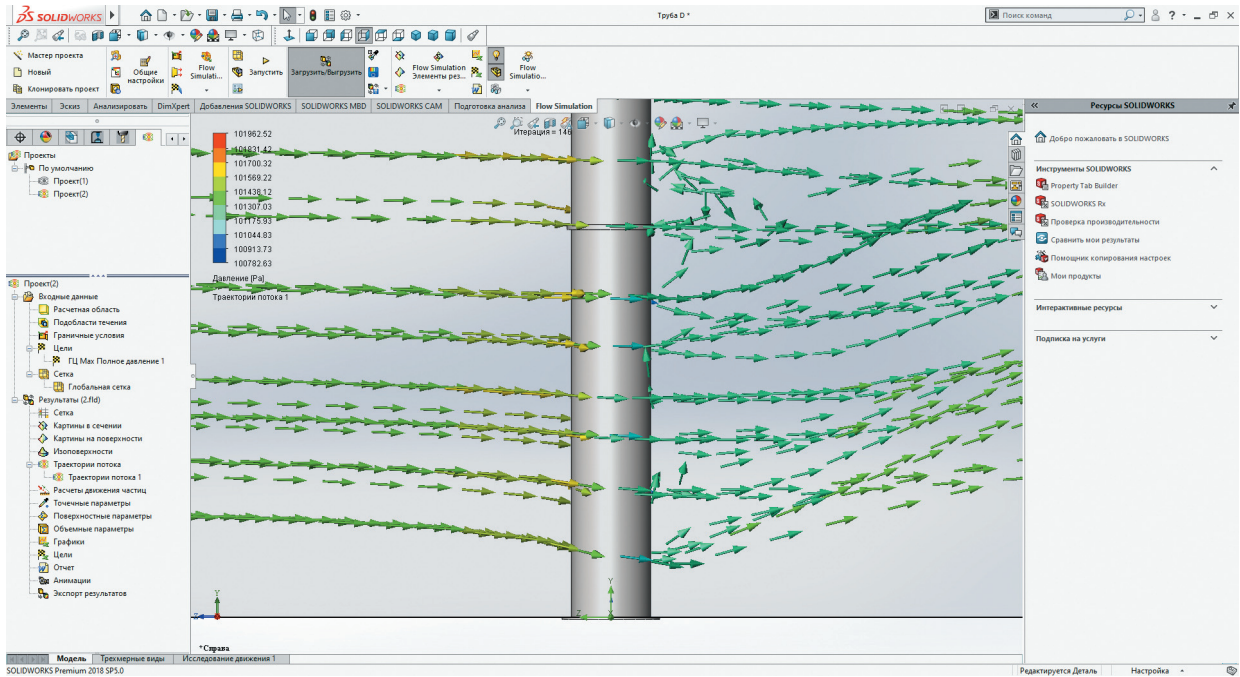 SOLIDWORKS
Труба D *
Поиск команд
Мастер проекта
Новый
Клонировать проект
Общие
настройки
Flow
Simulati...
Запустить
Загрузить/Выгрузить
Flow Simulation
Элементы рез...
Flow
Simulatio...
Элементы
Эскиз
Анализировать
DimXpert
Добавления SOLIDWORKS
SOLIDWORKS MBD
SOLIDWORKS CAM
Подготовка анализа
Flow Simulation
Проекты
По умолчанию
Проект(1)
Проект(2)
Проект(2)
Входные данные
Расчетная область
Подобласти течения
Граничные условия
Цели
ГЦ Max Полное давление 1
Сетка
Глобальная сетка
Результаты (2.fld)
Сетка
Картины в сечении
Картины на поверхности
Изоповерхности
Траектории потока
Траектории потока 1
Расчеты движения частиц
Точечные параметры
Поверхностные параметры
Объемные параметры
Графики
Цели
Отчет
Анимации
Экспорт результатов
Итерация = 146
101962.52
101831.42
101700.32
101569.22
101438.12
101307.03
101175.93
101044.83
100913.73
100782.63
Давление [Pa]
Траектории потока 1
Y
Z
Y
Z
X
*Справа
Ресурсы SOLIDWORKS
Добро пожаловать в SOLIDWORKS
Инструменты SOLIDWORKS
Property Tab Builder
SOLIDWORKS Rx
Проверка производительности
Сравнить мои результаты
Помощник копирования настроек
Мои продукты
Интерактивные ресурсы
Подписка на услуги
Модель
Трехмерные виды
Исследование движения 1
SOLIDWORKS Premium 2018 SP5.0
Редактируется Деталь
Настройка